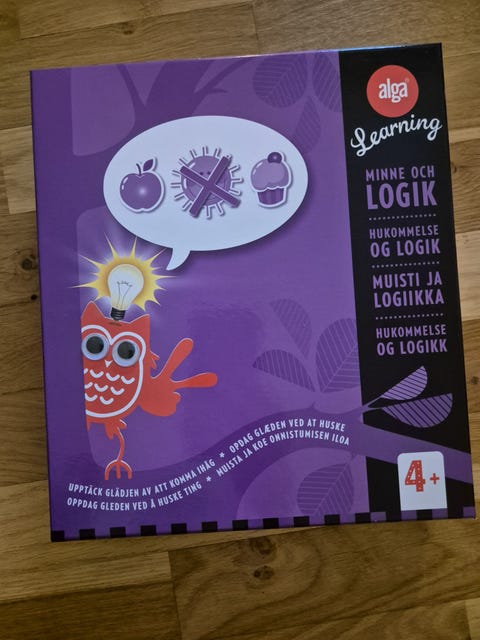 alga
Learning
MINNE OCH
LOGIK
HUKOMMELSE
OG LOGIK
MUISTI JA
LOGIIKKA
HUKOMMELSE
OG LOGIKK
UPPTÄCK GLÄDJEN AV ATT KOMMA IHÅG ★ OPDAG GLÆDEN VED AT HUSKE
OPPDAG GLEDEN VED Å HUSKE TING ★ MUISTA JA KOE ONNISTUMISEN ILOA
4+